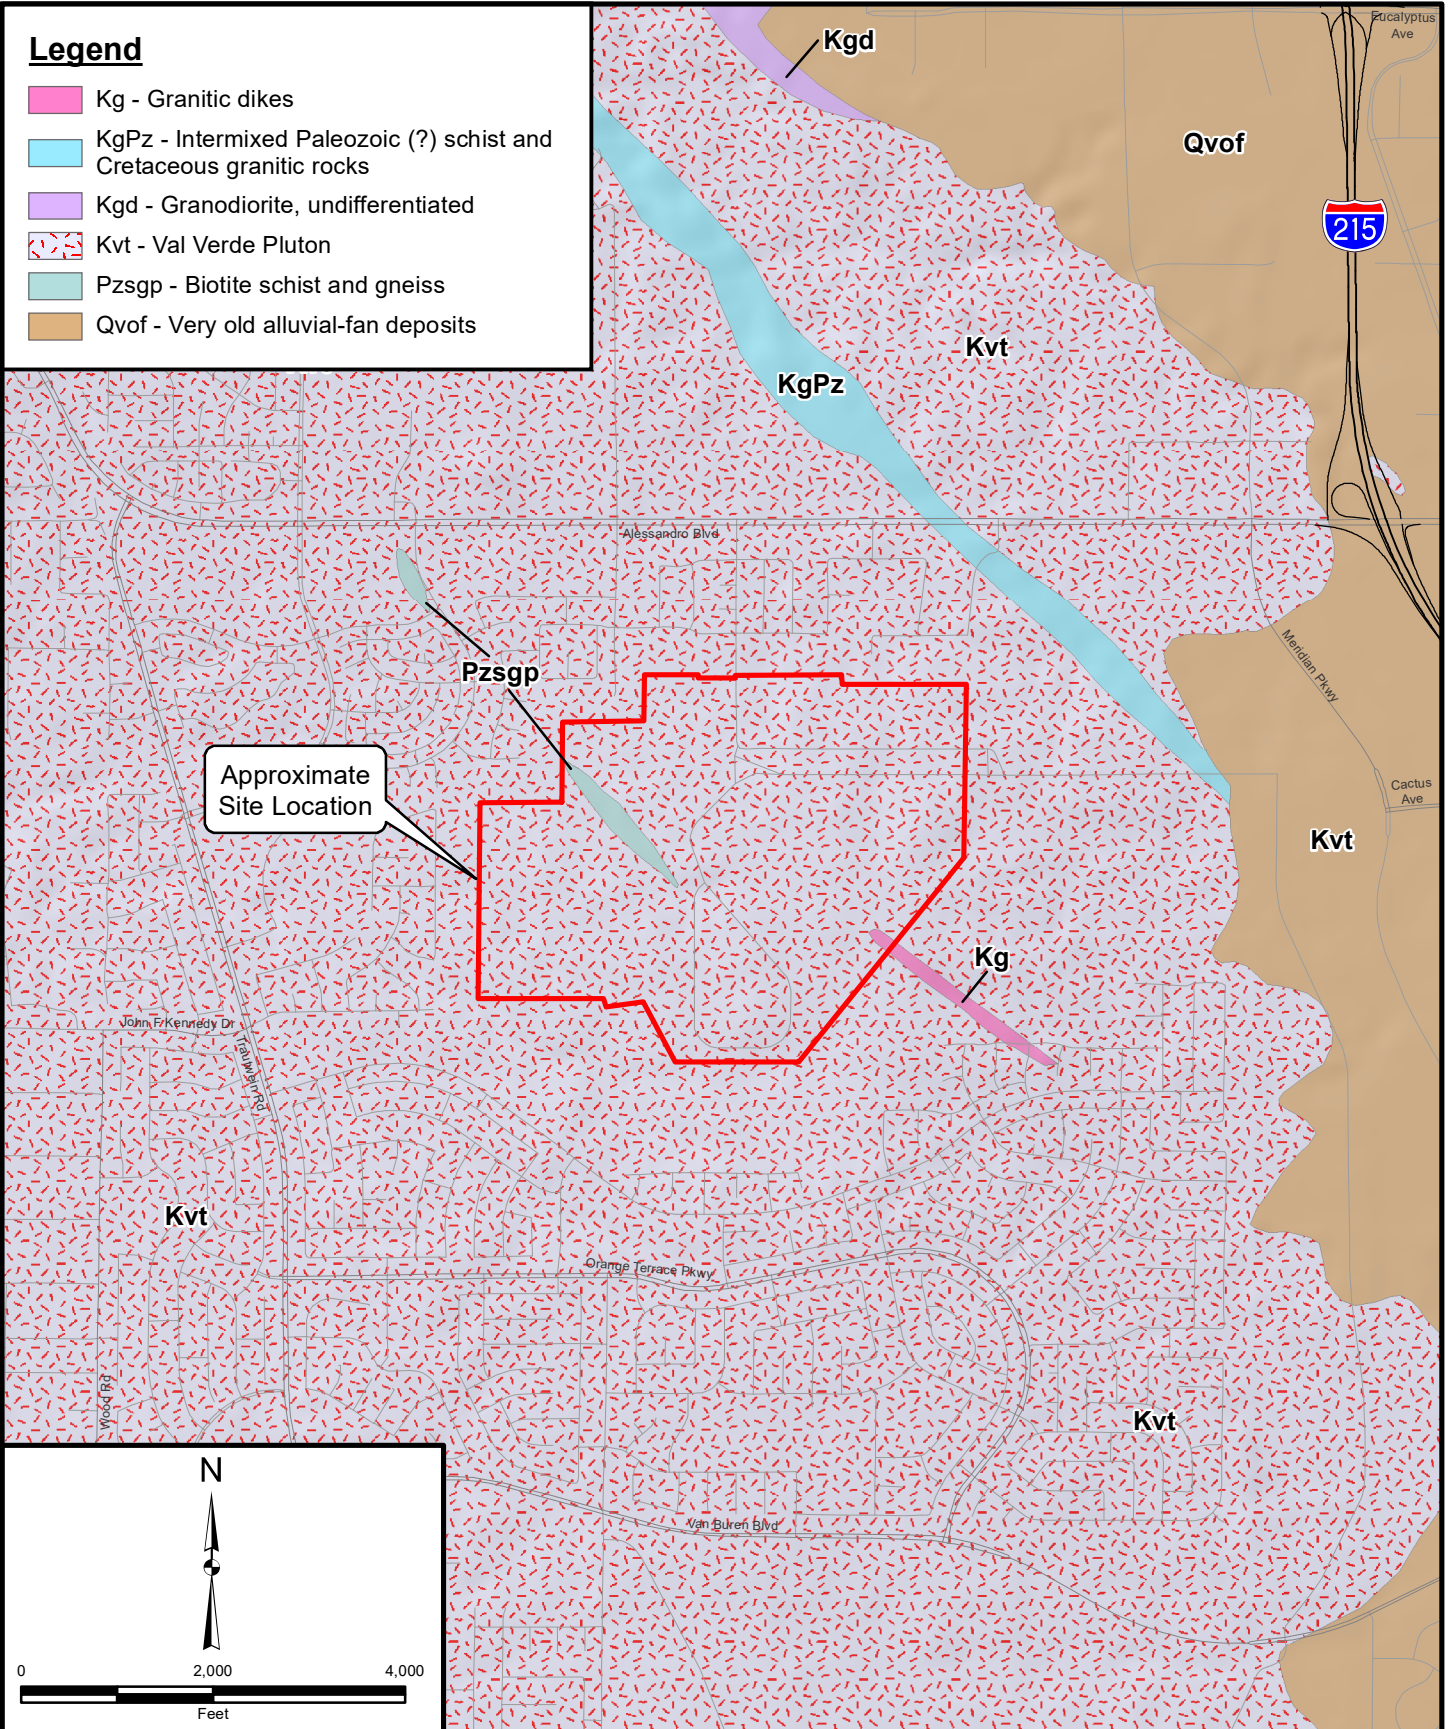 Legend
Kg - Granitic dikes
KgPz - Intermixed Paleozoic (?) schist and
Cretaceous granitic rocks
Kgd - Granodiorite, undifferentiated
Kvt - Val Verde Pluton
Pzsgp - Biotite schist and gneiss
Qvof - Very old alluvial-fan deposits
Kgd
Eucalyptus
Ave
Qvof
215
Kvt
KgPz
Alessandro Blvd
Meridian Pkwy
Pzsgp
Approximate
Site Location
Cactus
Ave
Kvt
Kg
John F Kennedy Dr
Trautwein Rd
Kvt
Orange Terrace Pkwy
Wood Rd
Kvt
Van Buren Blvd
N
0
2,000
4,000
Feet